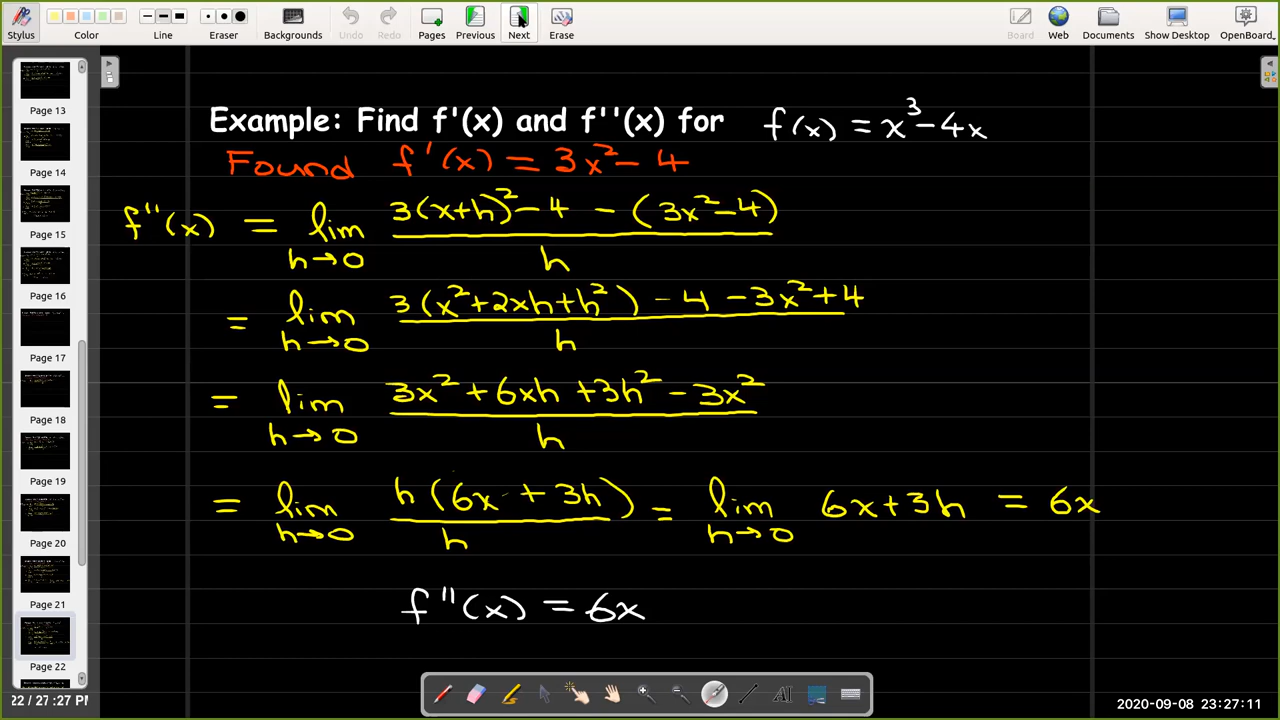 Stylus Color Line Eraser Backgrounds Undo Redo Pages Previous Next Erase Board Web Documents Show Desktop OpenBoard
Page 13
Page 14
Page 15
Page 16
Page 17
Page 18
Page 19
Page 20
Page 21
Page 22
22 / 27:27 PM
Example: Find f'(x) and f''(x) for f(x) = x³-4x
Found f'(x) = 3x²-4
f''(x) = lim h→0 3(x+h)²-4 - (3x²-4) / h
= lim h→0 3(x²+2xh+h²) - 4 - 3x²+4 / h
= lim h→0 3x²+6xh+3h²-3x² / h
= lim h→0 h(6x + 3h) / h = lim h→0 6x+3h = 6x
f''(x) = 6x
2020-09-08 23:27:11